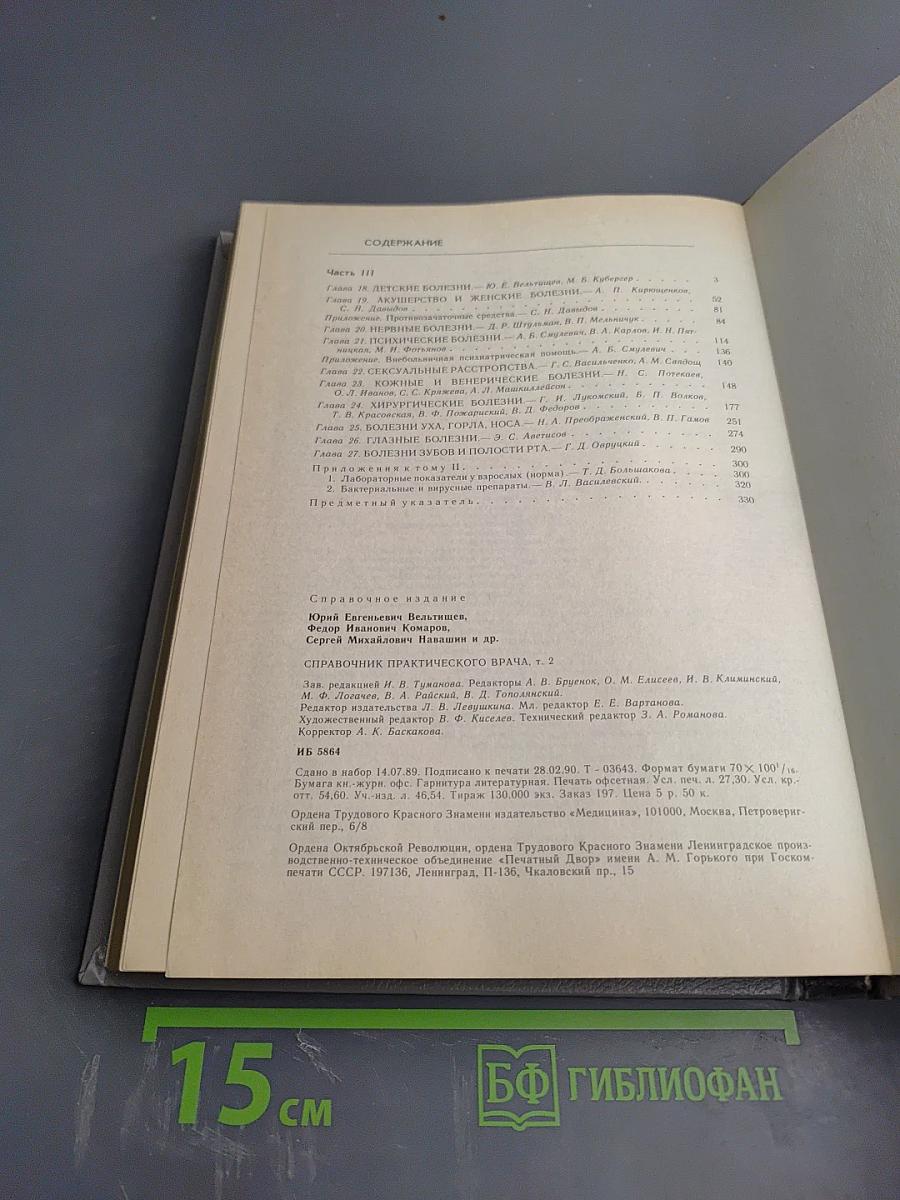 СОДЕРЖАНИЕ
Часть III
Глава 18. ДЕТСКИЕ БОЛЕЗНИ.— Ю. Е. Вельтищев, М. Б. Кубергер . . . . . 3
Глава 19. АКУШЕРСТВО И ЖЕНСКИЕ БОЛЕЗНИ.— А. П. Кирющенков,
С. Н. Давыдов . . . . . 52
Приложение. Противозачаточные средства.— С. Н. Давыдов . . . . . 81
Глава 20. НЕРВНЫЕ БОЛЕЗНИ.— Д. Р. Штульман, В. П. Мельничук . . . . . 84
Глава 21. ПСИХИЧЕСКИЕ БОЛЕЗНИ.— А. Б. Смулевич, В. А. Карлов, И. Н. Пят-
ницкая, М. И. Фотьянов . . . . . 114
Приложение. Внебольничная психиатрическая помощь.— А. Б. Смулевич . . . 136
Глава 22. СЕКСУАЛЬНЫЕ РАССТРОЙСТВА.— Г. С. Васильченко, А. М. Свядощ 140
Глава 23. КОЖНЫЕ И ВЕНЕРИЧЕСКИЕ БОЛЕЗНИ.— Н. С. Потекаев,
О. Л. Иванов, С. С. Кряжева, А. Л. Машкиллейсон . . . . . 148
Глава 24. ХИРУРГИЧЕСКИЕ БОЛЕЗНИ.— Г. И. Лукомский, Б. П. Волков,
Т. В. Красовская, В. Ф. Пожариский, В. Д. Федоров . . . . . 177
Глава 25. БОЛЕЗНИ УХА, ГОРЛА, НОСА.— Н. А. Преображенский, В. П. Гамов 251
Глава 26. ГЛАЗНЫЕ БОЛЕЗНИ.— Э. С. Аветисов . . . . . 274
Глава 27. БОЛЕЗНИ ЗУБОВ И ПОЛОСТИ РТА.— Г. Д. Овруцкий . . . . . 290
Приложения к тому II . . . . . 300
1. Лабораторные показатели у взрослых (норма).— Т. Д. Большакова . . . . . 300
2. Бактериальные и вирусные препараты.— В. Л. Василевский . . . . . 320
Предметный указатель . . . . . 330
Справочное издание
Юрий Евгеньевич Вельтищев,
Федор Иванович Комаров,
Сергей Михайлович Навашин и др.
СПРАВОЧНИК ПРАКТИЧЕСКОГО ВРАЧА, т. 2
Зав. редакцией И. В. Туманова. Редакторы А. В. Бруенок, О. М. Елисеев, И. В. Климинский,
М. Ф. Логачев, В. А. Райский, В. Д. Тополянский.
Редактор издательства Л. В. Левушкина. Мл. редактор Е. Е. Вартанова.
Художественный редактор В. Ф. Киселев. Технический редактор З. А. Романова.
Корректор А. К. Баскакова.
ИБ 5864
Сдано в набор 14.07.89. Подписано к печати 28.02.90. Т - 03643. Формат бумаги 70 × 100 1/16.
Бумага кн.-журн. офс. Гарнитура литературная. Печать офсетная. Усл. печ. л. 27,30. Усл. кр.-
отт. 54,60. Уч.-изд. л. 46,54. Тираж 130.000 экз. Заказ 197. Цена 5 р. 50 к.
Ордена Трудового Красного Знамени издательство «Медицина», 101000, Москва, Петровериг-
ский пер., 6/8
Ордена Октябрьской Революции, ордена Трудового Красного Знамени Ленинградское произ-
водственно-техническое объединение «Печатный Двор» имени А. М. Горького при Госком-
печати СССР. 197136, Ленинград, П-136, Чкаловский пр., 15
15 см
БФ ГИБЛИОФАН